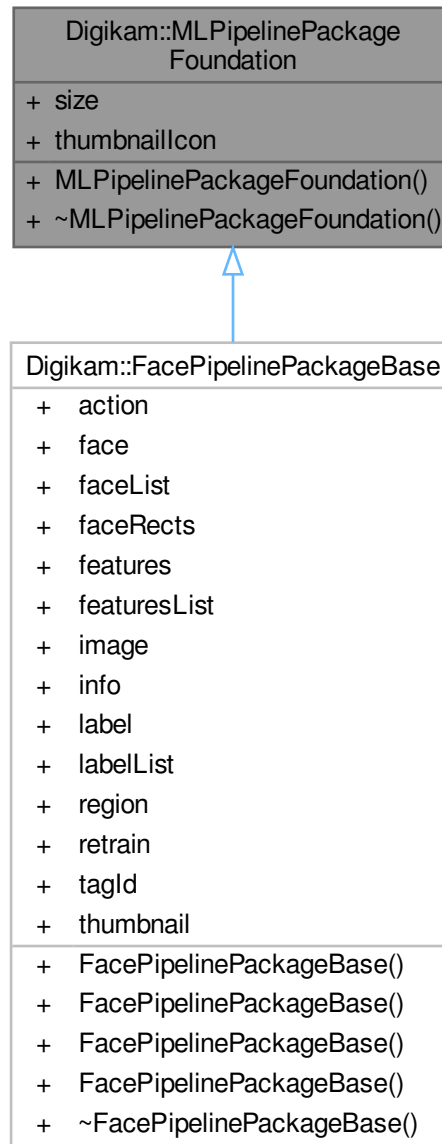 Digikam::MLPipelinePackage
Foundation
+ size
+ thumbnailIcon
+ MLPipelinePackageFoundation()
+ ~MLPipelinePackageFoundation()
Digikam::FacePipelinePackageBase
+ action
+ face
+ faceList
+ faceRects
+ features
+ featuresList
+ image
+ info
+ label
+ labelList
+ region
+ retrain
+ tagId
+ thumbnail
+ FacePipelinePackageBase()
+ FacePipelinePackageBase()
+ FacePipelinePackageBase()
+ FacePipelinePackageBase()
+ ~FacePipelinePackageBase()